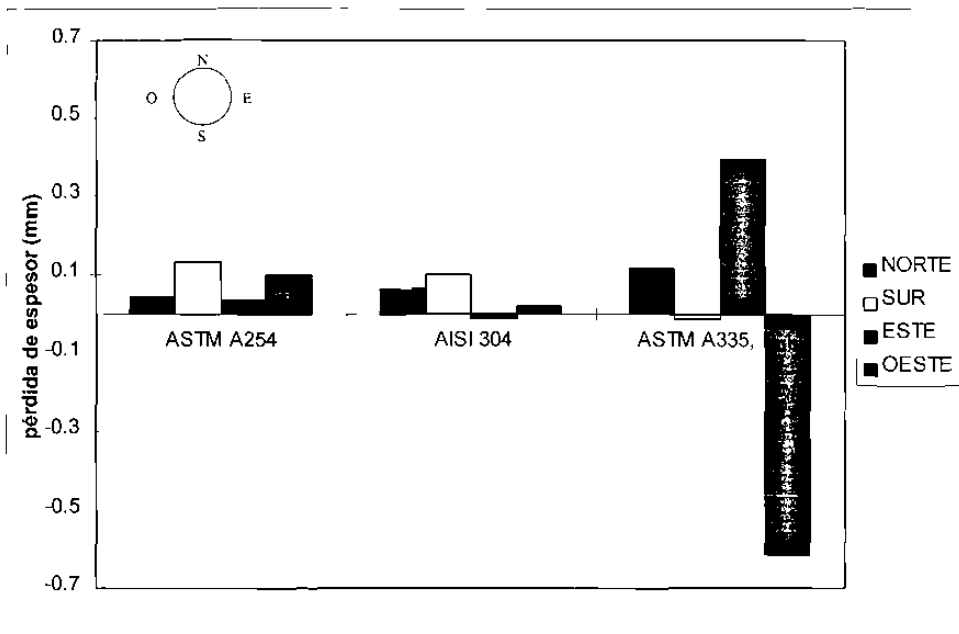 0.7
0.5
0.3
0.1
-0.1
-0.3
-0.5
-0.7
pérdida de espesor (mm)
N
O E
S
ASTM A254 AISI 304 ASTM A335,
NORTE
SUR
ESTE
OESTE